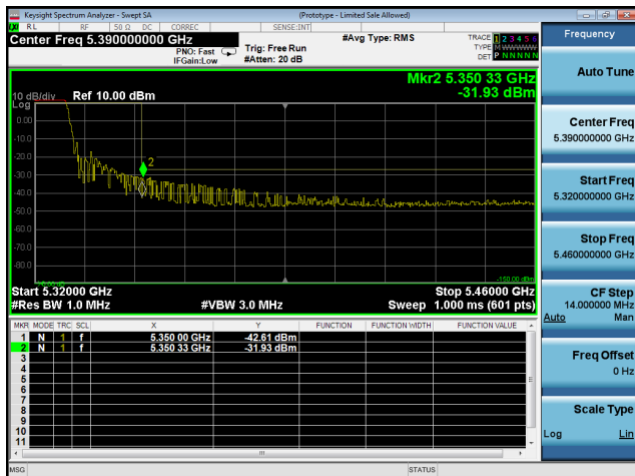 Keysight Spectrum Analyzer - Swept SA
(Prototype - Limited Sale Allowed)
RL RF 50 Ω DC CORREC SENSE:INT
Center Freq 5.390000000 GHz
PNO: Fast
IFGain:Low
Trig: Free Run
#Atten: 20 dB
#Avg Type: RMS
TRACE 1 2 3 4 5 6
TYPE M W W W W W
DET P N N N N N
Mkr2 5.350 33 GHz
-31.93 dBm
10 dB/div Ref 10.00 dBm
Log
0.00
-10.0
-20.0
-30.0
-40.0
-50.0
-60.0
-70.0
-80.0
2
Start 5.32000 GHz
Stop 5.46000 GHz
#Res BW 1.0 MHz
#VBW 3.0 MHz
Sweep 1.000 ms (601 pts)
MKR MODE TRC SCL X Y FUNCTION FUNCTION WIDTH FUNCTION VALUE
1 N 1 f 5.350 00 GHz -42.61 dBm
2 N 1 f 5.350 33 GHz -31.93 dBm
3
4
5
6
7
8
9
10
11
MSG
STATUS
Frequency
Auto Tune
Center Freq
5.390000000 GHz
Start Freq
5.320000000 GHz
Stop Freq
5.460000000 GHz
CF Step
14.000000 MHz
Auto Man
Freq Offset
0 Hz
Scale Type
Log Lin